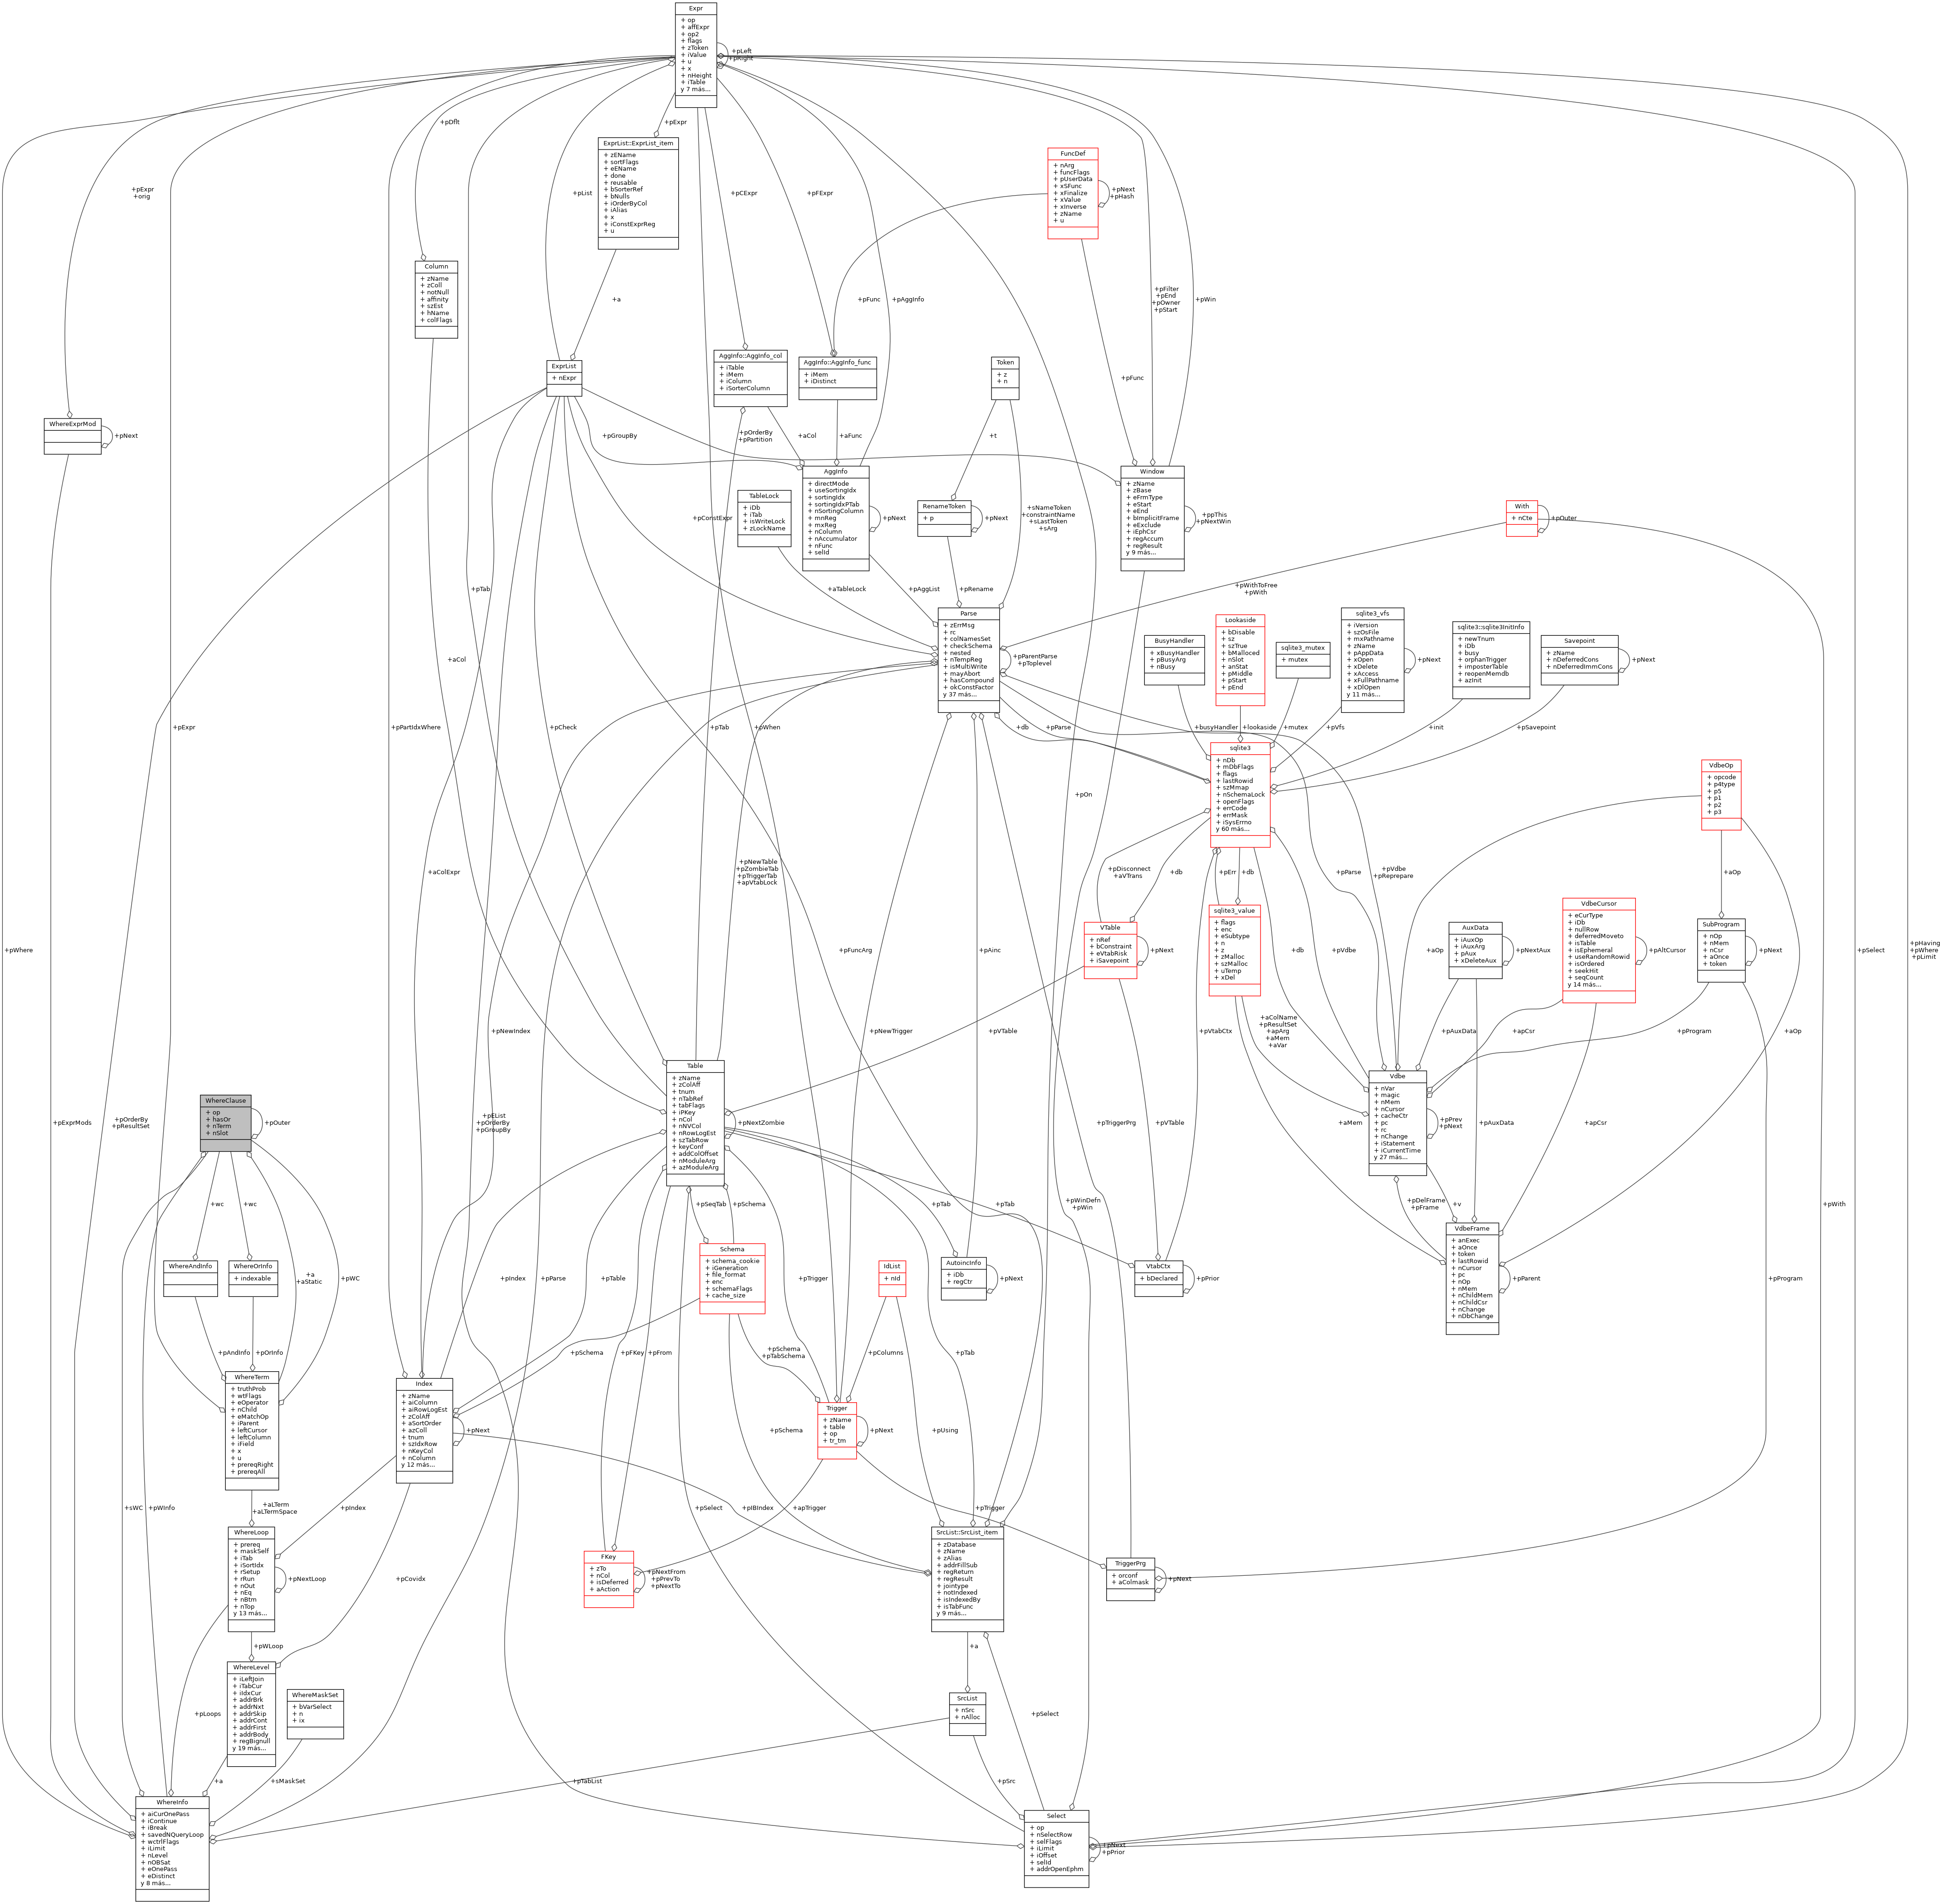 Expr
+ op
+ affExpr
+ op2
+ flags
+ zToken
+ iValue
+ u
+ x
+ nHeight
+ iTable
y 7 más...
+pLeft
+pRight
ExprList::ExprList_item
+ zEName
+ sortFlags
+ eEName
+ done
+ reusable
+ bSorterRef
+ bNulls
+ iOrderByCol
+ iAlias
+ x
+ iConstExprReg
+ u
+pExpr
+pDflt
FuncDef
+ nArg
+ funcFlags
+ pUserData
+ xSFunc
+ xFinalize
+ xValue
+ xInverse
+ zName
+ u
+pNext
+pHash
+pExpr
+orig
+pList
+pCExpr
+pFExpr
Column
+ zName
+ zColl
+ notNull
+ affinity
+ szEst
+ hName
+ colFlags
+a
+pFunc
+pAggInfo
+pFilter
+pEnd
+pOwner
+pStart
+pWin
ExprList
+ nExpr
AggInfo::AggInfo_col
+ iTable
+ iMem
+ iColumn
+ iSorterColumn
AggInfo::AggInfo_func
+ iMem
+ iDistinct
Token
+ z
+ n
+pFunc
WhereExprMod
+pNext
+pGroupBy
+pOrderBy
+pPartition
+aCol
+aFunc
+t
AggInfo
+ directMode
+ useSortingIdx
+ sortingIdx
+ sortingIdxPTab
+ nSortingColumn
+ mnReg
+ mxReg
+ nColumn
+ nAccumulator
+ nFunc
+ selId
+pNext
Window
+ zName
+ zBase
+ eFrmType
+ eStart
+ eEnd
+ bImplicitFrame
+ eExclude
+ iEphCsr
+ regAccum
+ regResult
y 9 más...
+ppThis
+pNextWin
TableLock
+ iDb
+ iTab
+ isWriteLock
+ zLockName
RenameToken
+ p
+pNext
With
+ nCte
+pOuter
+pConstExpr
+sNameToken
+constraintName
+sLastToken
+sArg
+pTab
+aTableLock
+pAggList
+pRename
+pWithToFree
+pWith
Parse
+ zErrMsg
+ rc
+ colNamesSet
+ checkSchema
+ nested
+ nTempReg
+ isMultiWrite
+ mayAbort
+ hasCompound
+ okConstFactor
y 37 más...
+pParentParse
+pToplevel
BusyHandler
+ xBusyHandler
+ pBusyArg
+ nBusy
Lookaside
+ bDisable
+ sz
+ szTrue
+ bMalloced
+ nSlot
+ anStat
+ pMiddle
+ pStart
+ pEnd
sqlite3_mutex
+ mutex
sqlite3_vfs
+ iVersion
+ szOsFile
+ mxPathname
+ zName
+ pAppData
+ xOpen
+ xDelete
+ xAccess
+ xFullPathname
+ xDlOpen
y 11 más...
+pNext
sqlite3::sqlite3InitInfo
+ newTnum
+ iDb
+ busy
+ orphanTrigger
+ imposterTable
+ reopenMemdb
+ azInit
Savepoint
+ zName
+ nDeferredCons
+ nDeferredImmCons
+pNext
+aCol
+pExpr
+pPartIdxWhere
+pCheck
+pTab
+pWhen
+db
+pParse
+busyHandler
+lookaside
+mutex
+pVfs
+init
+pSavepoint
sqlite3
+ nDb
+ mDbFlags
+ flags
+ lastRowid
+ szMmap
+ nSchemaLock
+ openFlags
+ errCode
+ errMask
+ iSysErrno
y 60 más...
VdbeOp
+ opcode
+ p4type
+ p5
+ p1
+ p2
+ p3
+pOn
+aColExpr
+pNewTable
+pZombieTab
+pTriggerTab
+apVtabLock
+pDisconnect
+aVTrans
+db
+pErr
+db
+pParse
+pVdbe
+pReprepare
+aOp
sqlite3_value
+ flags
+ enc
+ eSubtype
+ n
+ z
+ zMalloc
+ szMalloc
+ uTemp
+ xDel
VTable
+ nRef
+ bConstraint
+ eVtabRisk
+ iSavepoint
+pNext
AuxData
+ iAuxOp
+ iAuxArg
+ pAux
+ xDeleteAux
+pNextAux
VdbeCursor
+ eCurType
+ iDb
+ nullRow
+ deferredMoveto
+ isTable
+ isEphemeral
+ useRandomRowid
+ isOrdered
+ seekHit
+ seqCount
y 14 más...
+pAltCursor
SubProgram
+ nOp
+ nMem
+ nCsr
+ aOnce
+ token
+pNext
+pWhere
+pFuncArg
+pAinc
+db
+pVdbe
+aOp
+pSelect
+pHaving
+pWhere
+pLimit
+pNewIndex
+pNewTrigger
+pVTable
+pVtabCtx
+aColName
+pResultSet
+apArg
+aMem
+aVar
+pAuxData
+apCsr
+pProgram
+aOp
Table
+ zName
+ zColAff
+ tnum
+ nTabRef
+ tabFlags
+ iPKey
+ nCol
+ nNVCol
+ nRowLogEst
+ szTabRow
+ keyConf
+ addColOffset
+ nModuleArg
+ azModuleArg
+pNextZombie
Vdbe
+ nVar
+ magic
+ nMem
+ nCursor
+ cacheCtr
+ pc
+ rc
+ nChange
+ iStatement
+ iCurrentTime
y 27 más...
+pPrev
+pNext
WhereClause
+ op
+ hasOr
+ nTerm
+ nSlot
+pOuter
+pExprMods
+pOrderBy
+pResultSet
+pEList
+pOrderBy
+pGroupBy
+pTriggerPrg
+pVTable
+aMem
+pAuxData
+apCsr
+wc
+wc
+pSeqTab
+pSchema
+pTab
+pTab
+pWinDefn
+pWin
+pDelFrame
+pFrame
+v
+pWith
VdbeFrame
+ anExec
+ aOnce
+ token
+ lastRowid
+ nCursor
+ pc
+ nOp
+ nMem
+ nChildMem
+ nChildCsr
+ nChange
+ nDbChange
+pParent
WhereAndInfo
WhereOrInfo
+ indexable
+a
+aStatic
+pWC
+pIndex
+pParse
+pTable
Schema
+ schema_cookie
+ iGeneration
+ file_format
+ enc
+ schemaFlags
+ cache_size
+pTrigger
IdList
+ nId
AutoincInfo
+ iDb
+ regCtr
+pNext
VtabCtx
+ bDeclared
+pPrior
+pProgram
+pAndInfo
+pOrInfo
+pSchema
+pFKey
+pFrom
+pSchema
+pTabSchema
+pColumns
+pTab
WhereTerm
+ truthProb
+ wtFlags
+ eOperator
+ nChild
+ eMatchOp
+ iParent
+ leftCursor
+ leftColumn
+ iField
+ x
+ u
+ prereqRight
+ prereqAll
Index
+ zName
+ aiColumn
+ aiRowLogEst
+ zColAff
+ aSortOrder
+ azColl
+ tnum
+ szIdxRow
+ nKeyCol
+ nColumn
y 12 más...
+pNext
Trigger
+ zName
+ table
+ op
+ tr_tm
+pNext
+pSchema
+pUsing
+sWC
+pWInfo
+aLTerm
+aLTermSpace
+pIndex
+pSelect
+pIBIndex
+apTrigger
+pTrigger
WhereLoop
+ prereq
+ maskSelf
+ iTab
+ iSortIdx
+ rSetup
+ rRun
+ nOut
+ nEq
+ nBtm
+ nTop
y 13 más...
+pNextLoop
+pCovidx
FKey
+ zTo
+ nCol
+ isDeferred
+ aAction
+pNextFrom
+pPrevTo
+pNextTo
SrcList::SrcList_item
+ zDatabase
+ zName
+ zAlias
+ addrFillSub
+ regReturn
+ regResult
+ jointype
+ notIndexed
+ isIndexedBy
+ isTabFunc
y 9 más...
TriggerPrg
+ orconf
+ aColmask
+pNext
+pWLoop
+a
WhereLevel
+ iLeftJoin
+ iTabCur
+ iIdxCur
+ addrBrk
+ addrNxt
+ addrSkip
+ addrCont
+ addrFirst
+ addrBody
+ regBignull
y 19 más...
WhereMaskSet
+ bVarSelect
+ n
+ ix
SrcList
+ nSrc
+ nAlloc
+pLoops
+pSelect
+a
+sMaskSet
+pTabList
+pSrc
WhereInfo
+ aiCurOnePass
+ iContinue
+ iBreak
+ savedNQueryLoop
+ wctrlFlags
+ iLimit
+ nLevel
+ nOBSat
+ eOnePass
+ eDistinct
y 8 más...
Select
+ op
+ nSelectRow
+ selFlags
+ iLimit
+ iOffset
+ selId
+ addrOpenEphm
+pNext
+pPrior